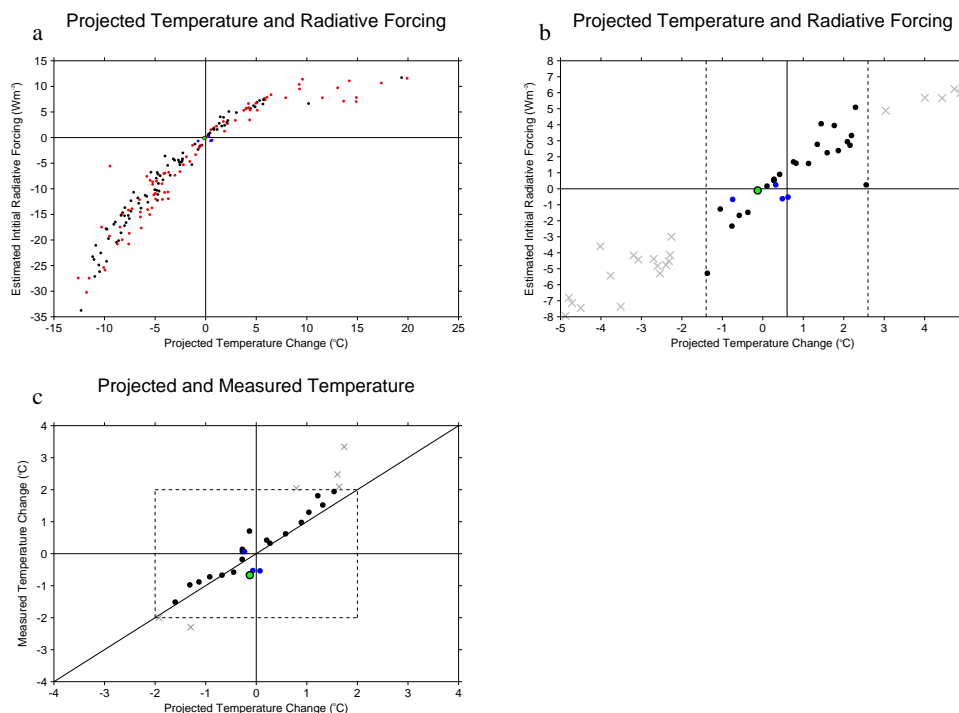 Projected Temperature and Radiative Forcing
a
15
10
5
0
-5
-10
-15
-20
-25
-30
-35
Estimated Intitial Radiative Forcing (Wm-2)
-15 -10 -5 0 5 10 15 20 25
Projected Temperature Change (°C)
Projected Temperature and Radiative Forcing
b
8
7
6
5
4
3
2
1
0
-1
-2
-3
-4
-5
-6
-7
-8
Estimated Initial Radiative Forcing (Wm-2)
-5 -4 -3 -2 -1 0 1 2 3 4
Projected Temperature Change (°C)
Projected and Measured Temperature
c
4
3
2
1
0
-1
-2
-3
-4
Measured Temperature Change (°C)
-4 -3 -2 -1 0 1 2 3 4
Projected Temperature Change (°C)